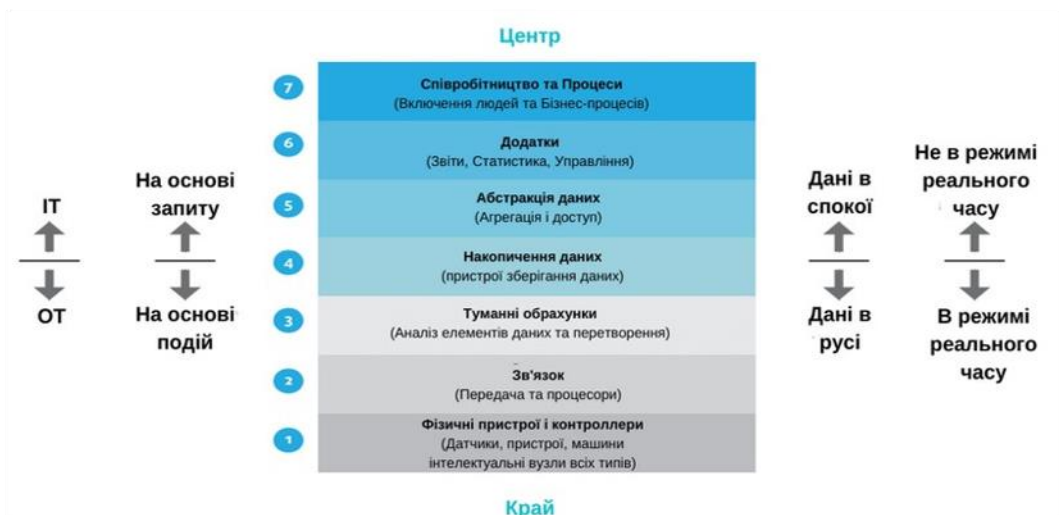 Центр
7
Співробітництво та Процеси
(Включення людей та Бізнес-процесів)
6
Додатки
(Звіти, Статистика, Управління)
5
Абстракція даних
(Агрегація і доступ)
4
Накопичення даних
(пристрої зберігання даних)
3
Туманні обрахунки
(Аналіз елементів даних та перетворення)
2
Зв'язок
(Передача та процесори)
1
Фізичні пристрої і контроллери
(Датчики, пристрої, машини
інтелектуальні вузли всіх типів)
Край
ІТ
ОТ
На основі
запиту
На основі
подій
Дані в
спокої
Дані в
русі
Не в режимі
реального
часу
В режимі
реального
часу